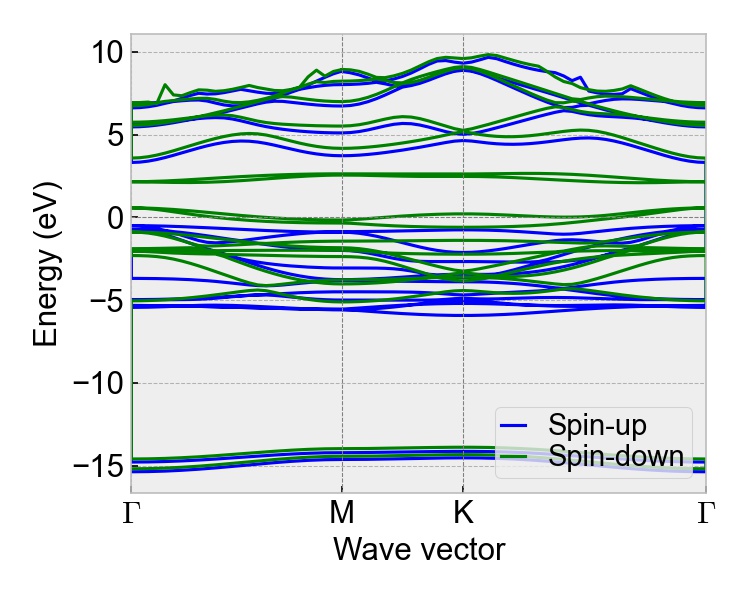 10
5
0
−5
−10
−15
Energy (eV)
Spin-up
Spin-down
Γ
M
K
Γ
Wave vector